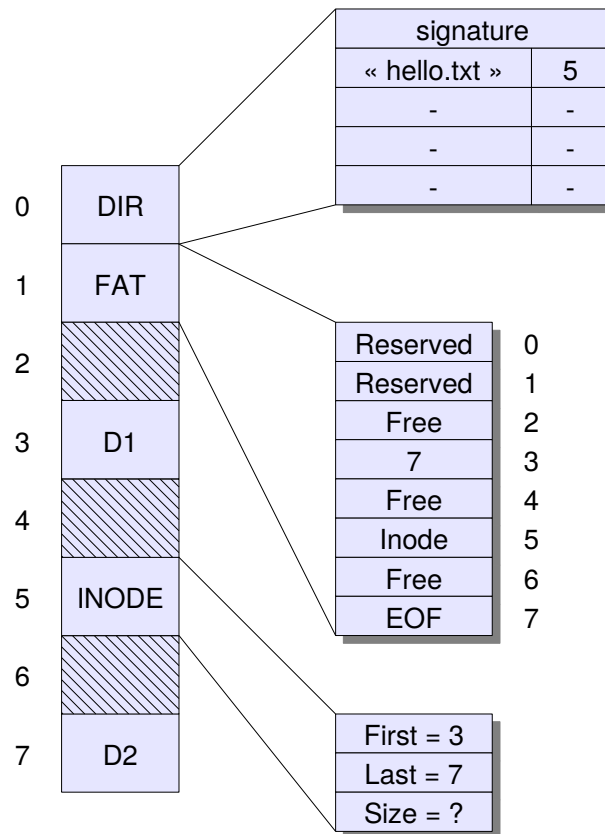 signature
« hello.txt » 5
- -
- -
- -
0 DIR
1 FAT
2
3 D1
4
5 INODE
6
7 D2
Reserved 0
Reserved 1
Free 2
7 3
Free 4
Inode 5
Free 6
EOF 7
First = 3
Last = 7
Size = ?